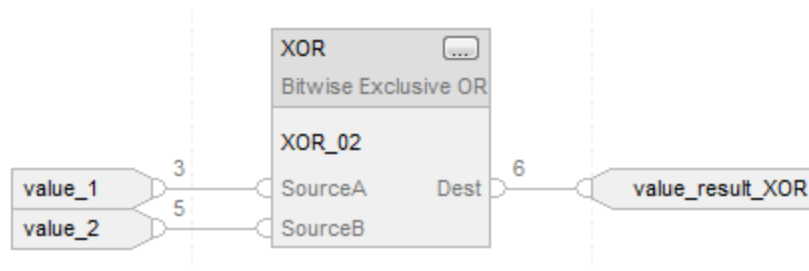 XOR ...
Bitwise Exclusive OR
XOR_02
value_1 3 SourceA Dest 6 value_result_XOR
value_2 5 SourceB